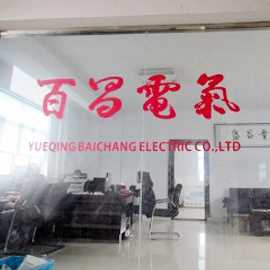 百昌電氣
YUEQING BAICHANG ELECTRIC CO.,LTD